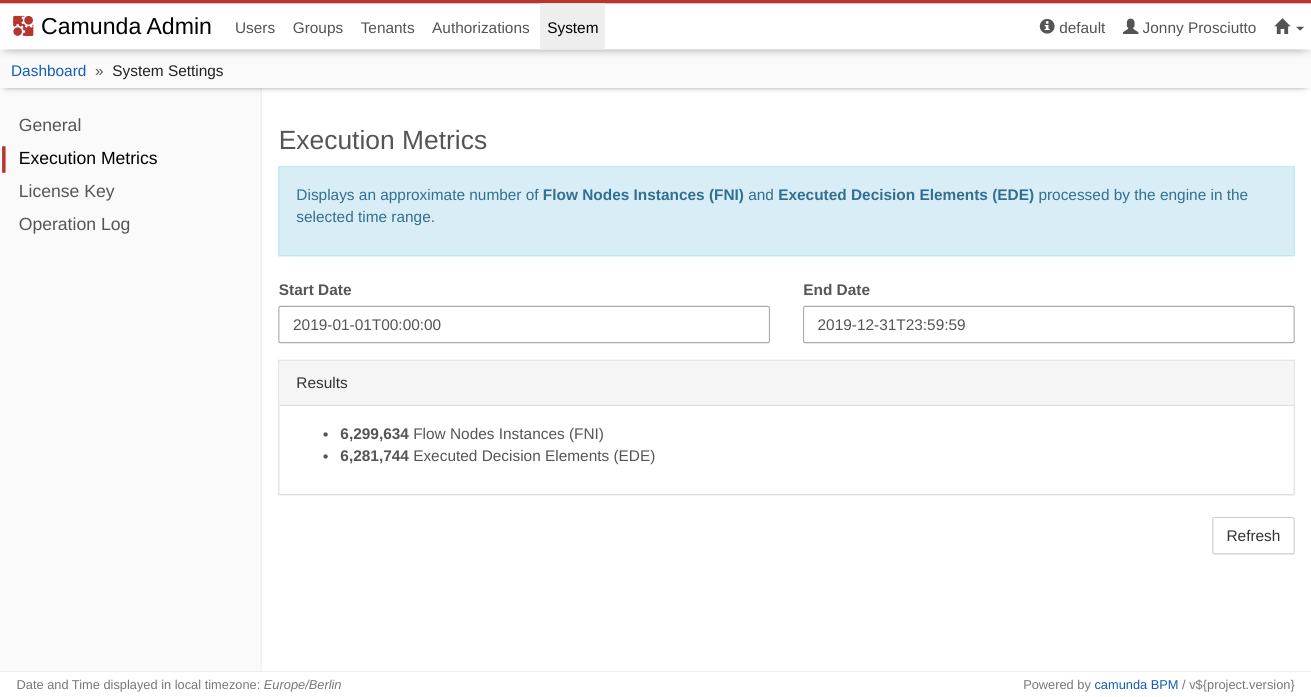 Camunda Admin Users Groups Tenants Authorizations System default Jonny Prosciutto
Dashboard » System Settings
General
Execution Metrics
License Key
Operation Log
Execution Metrics
Displays an approximate number of Flow Nodes Instances (FNI) and Executed Decision Elements (EDE) processed by the engine in the
selected time range.
Start Date End Date
2019-01-01T00:00:00 2019-12-31T23:59:59
Results
• 6,299,634 Flow Nodes Instances (FNI)
• 6,281,744 Executed Decision Elements (EDE)
Refresh
Date and Time displayed in local timezone: Europe/Berlin Powered by camunda BPM / v${project.version}